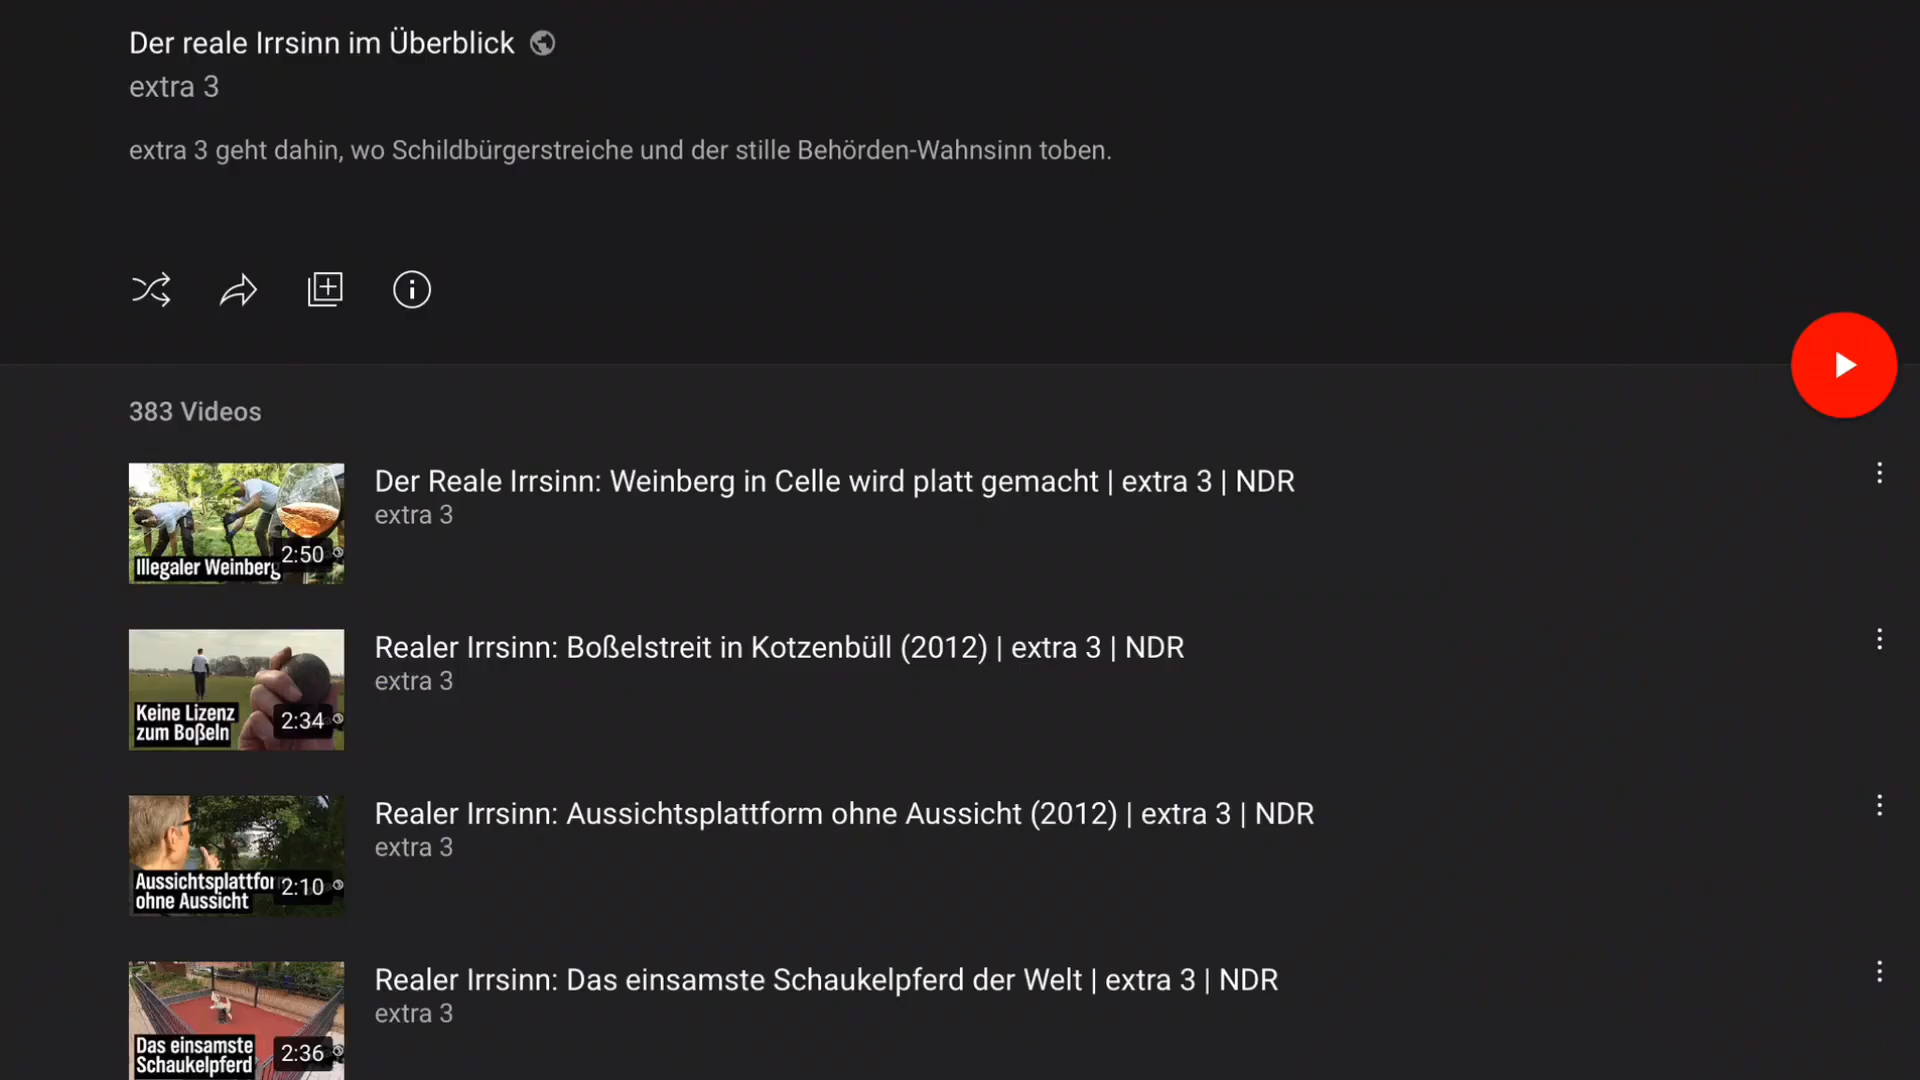 Der reale Irrsinn im Überblick
extra 3
extra 3 geht dahin, wo Schildbürgerstreiche und der stille Behörden-Wahnsinn toben.
383 Videos
Illegaler Weinberg
2:50
Der Reale Irrsinn: Weinberg in Celle wird platt gemacht | extra 3 | NDR
extra 3
Keine Lizenz
zum Boßeln
2:34
Realer Irrsinn: Boßelstreit in Kotzenbüll (2012) | extra 3 | NDR
extra 3
Aussichtsplattfor
ohne Aussicht
2:10
Realer Irrsinn: Aussichtsplattform ohne Aussicht (2012) | extra 3 | NDR
extra 3
Das einsamste
Schaukelpferd
2:36
Realer Irrsinn: Das einsamste Schaukelpferd der Welt | extra 3 | NDR
extra 3